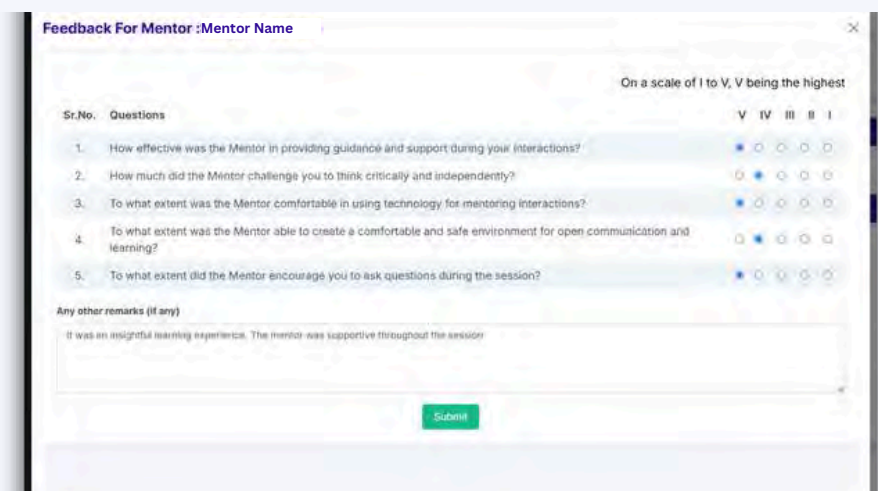 Feedback For Mentor :Mentor Name
On a scale of I to V, V being the highest
Sr.No. Questions V IV III II I
1. How effective was the Mentor in providing guidance and support during your interactions?
2. How much did the Mentor challenge you to think critically and independently?
3. To what extent was the Mentor comfortable in using technology for mentoring interactions?
4. To what extent was the Mentor able to create a comfortable and safe environment for open communication and
learning?
5. To what extent did the Mentor encourage you to ask questions during the session?
Any other remarks (if any)
It was an insightful learning experience. The mentor was supportive throughout the session
Submit